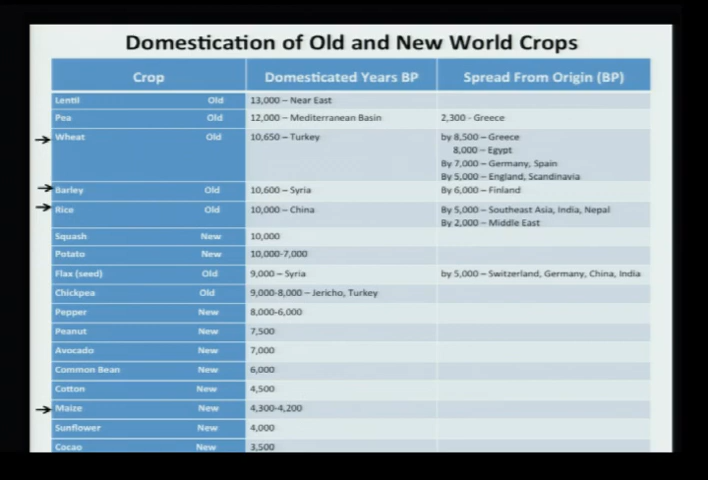 Domestication of Old and New World Crops
Crop Domesticated Years BP Spread From Origin (BP)
Lentil Old 13,000 – Near East
Pea Old 12,000 – Mediterranean Basin 2,300 - Greece
Wheat Old 10,650 – Turkey by 8,500 – Greece
8,000 – Egypt
By 7,000 – Germany, Spain
By 5,000 – England, Scandinavia
Barley Old 10,600 – Syria By 6,000 – Finland
Rice Old 10,000 – China By 5,000 – Southeast Asia, India, Nepal
By 2,000 – Middle East
Squash New 10,000
Potato New 10,000-7,000
Flax (seed) Old 9,000 – Syria by 5,000 – Switzerland, Germany, China, India
Chickpea Old 9,000-8,000 – Jericho, Turkey
Pepper New 8,000-6,000
Peanut New 7,500
Avocado New 7,000
Common Bean New 6,000
Cotton New 4,500
Maize New 4,300-4,200
Sunflower New 4,000
Cocao New 3,500